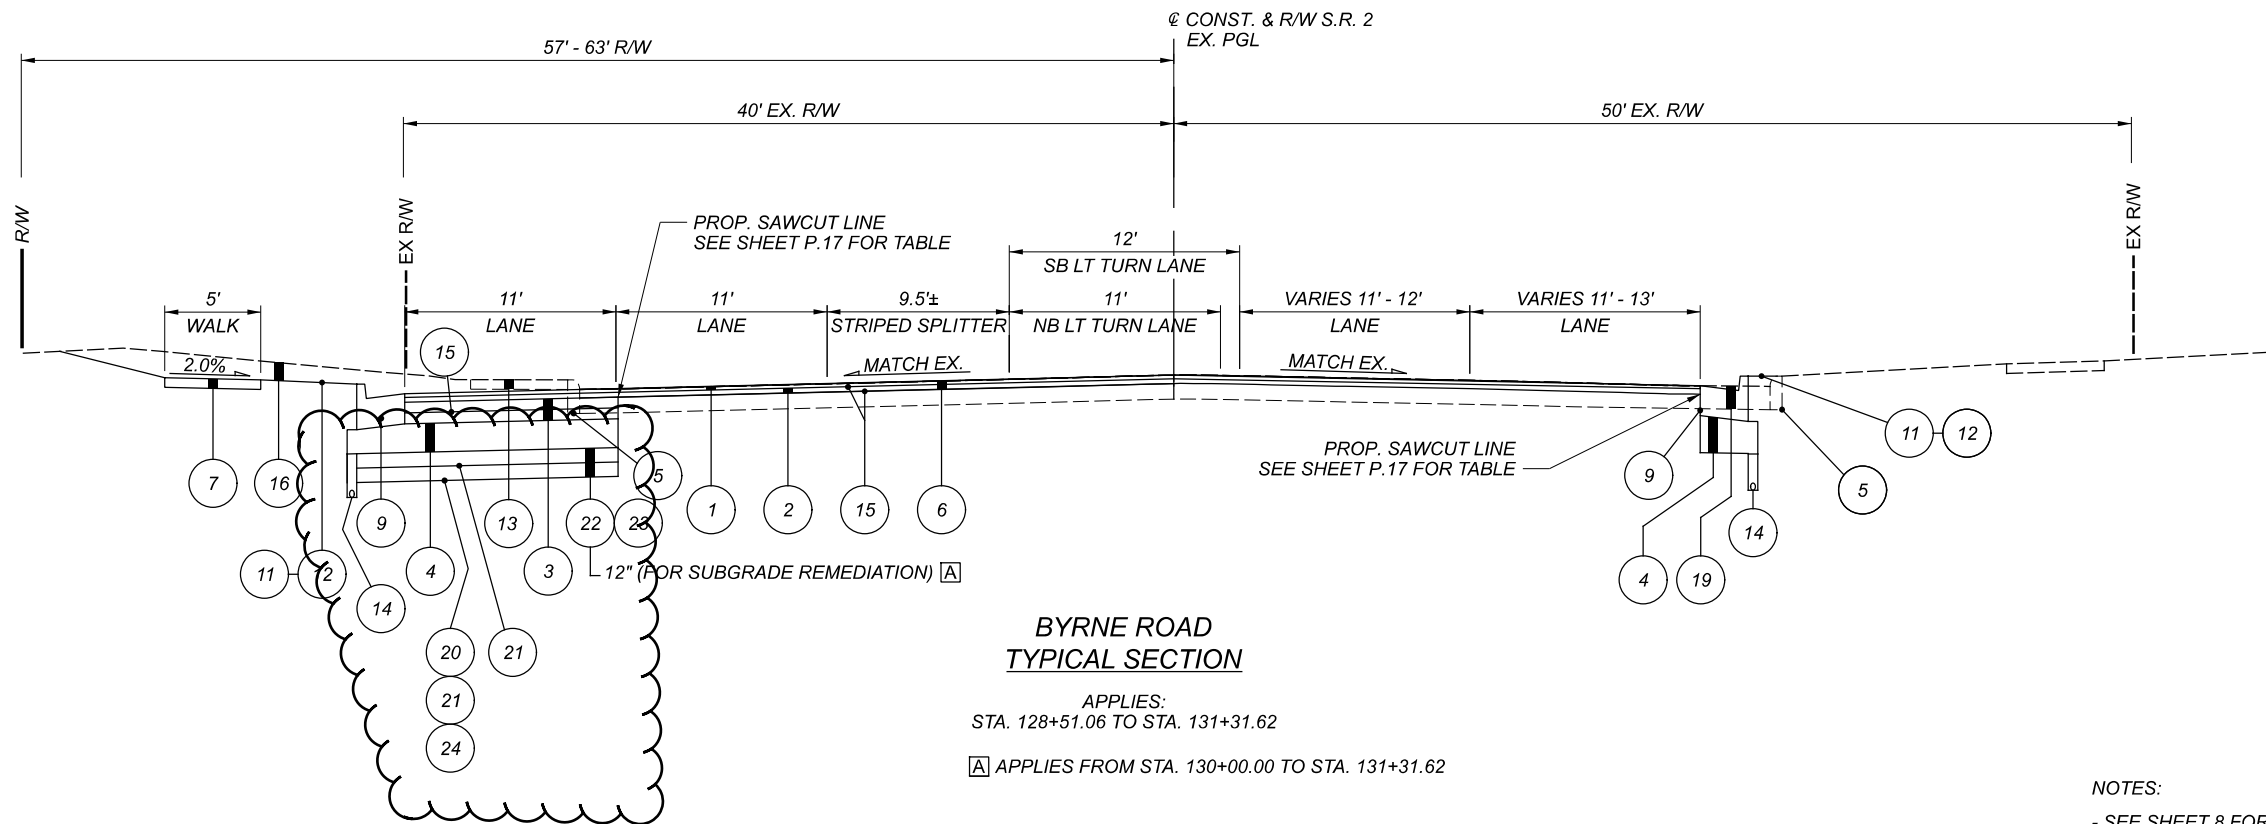 ℄ CONST. & R/W S.R. 2
EX. PGL
57' - 63' R/W
40' EX. R/W
50' EX. R/W
R/W
EX R/W
EX R/W
PROP. SAWCUT LINE
SEE SHEET P.17 FOR TABLE
12'
SB LT TURN LANE
5'
WALK
11'
LANE
11'
LANE
9.5'±
STRIPED SPLITTER
11'
NB LT TURN LANE
VARIES 11' - 12'
LANE
VARIES 11' - 13'
LANE
2.0%
15
MATCH EX.
MATCH EX.
11
12
PROP. SAWCUT LINE
SEE SHEET P.17 FOR TABLE
7
16
9
13
22
23
5
1
2
15
6
9
5
14
11
12
4
3
12" (FOR SUBGRADE REMEDIATION) A
4
19
14
20
21
21
24
BYRNE ROAD
TYPICAL SECTION
APPLIES:
STA. 128+51.06 TO STA. 131+31.62
A APPLIES FROM STA. 130+00.00 TO STA. 131+31.62
NOTES:
- SEE SHEET 8 FOR